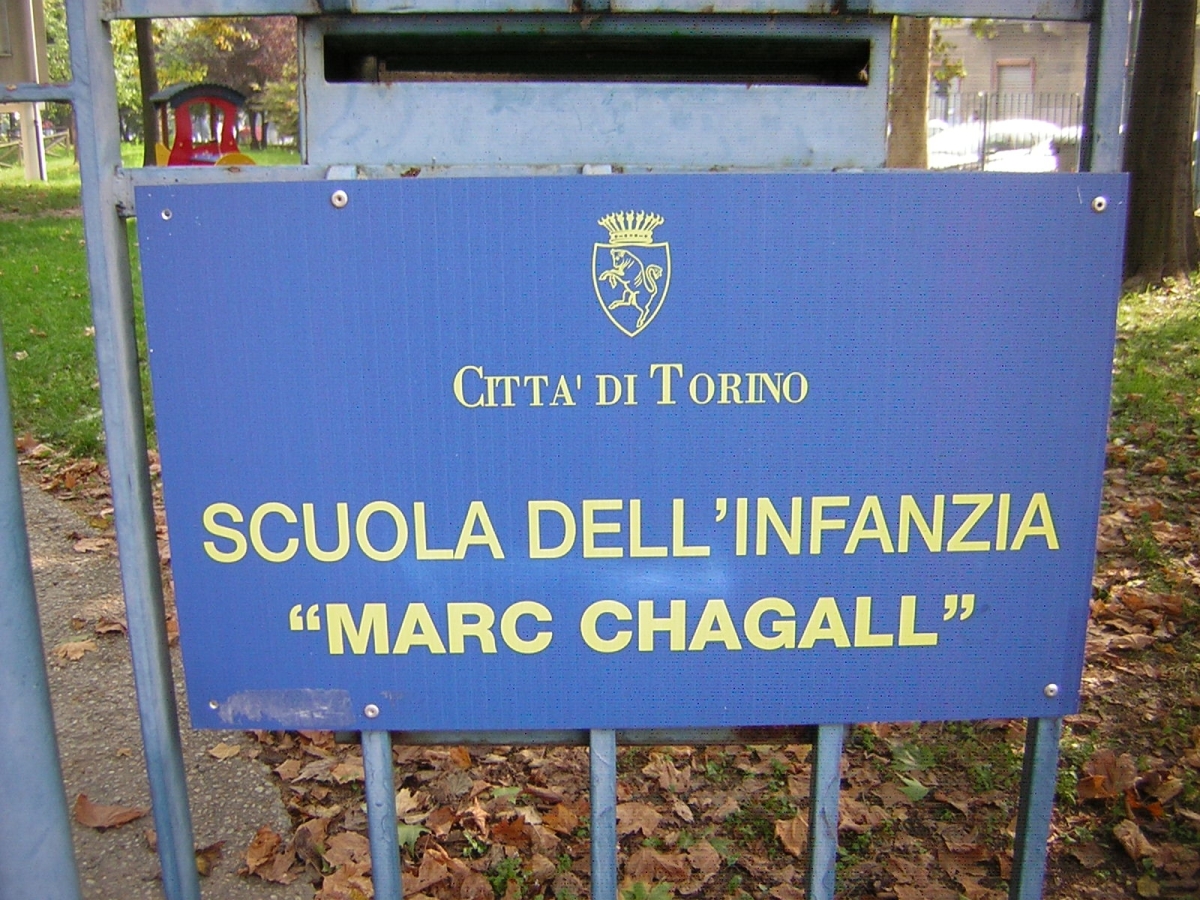 CITTA' DI TORINO
SCUOLA DELL'INFANZIA
“MARC CHAGALL”